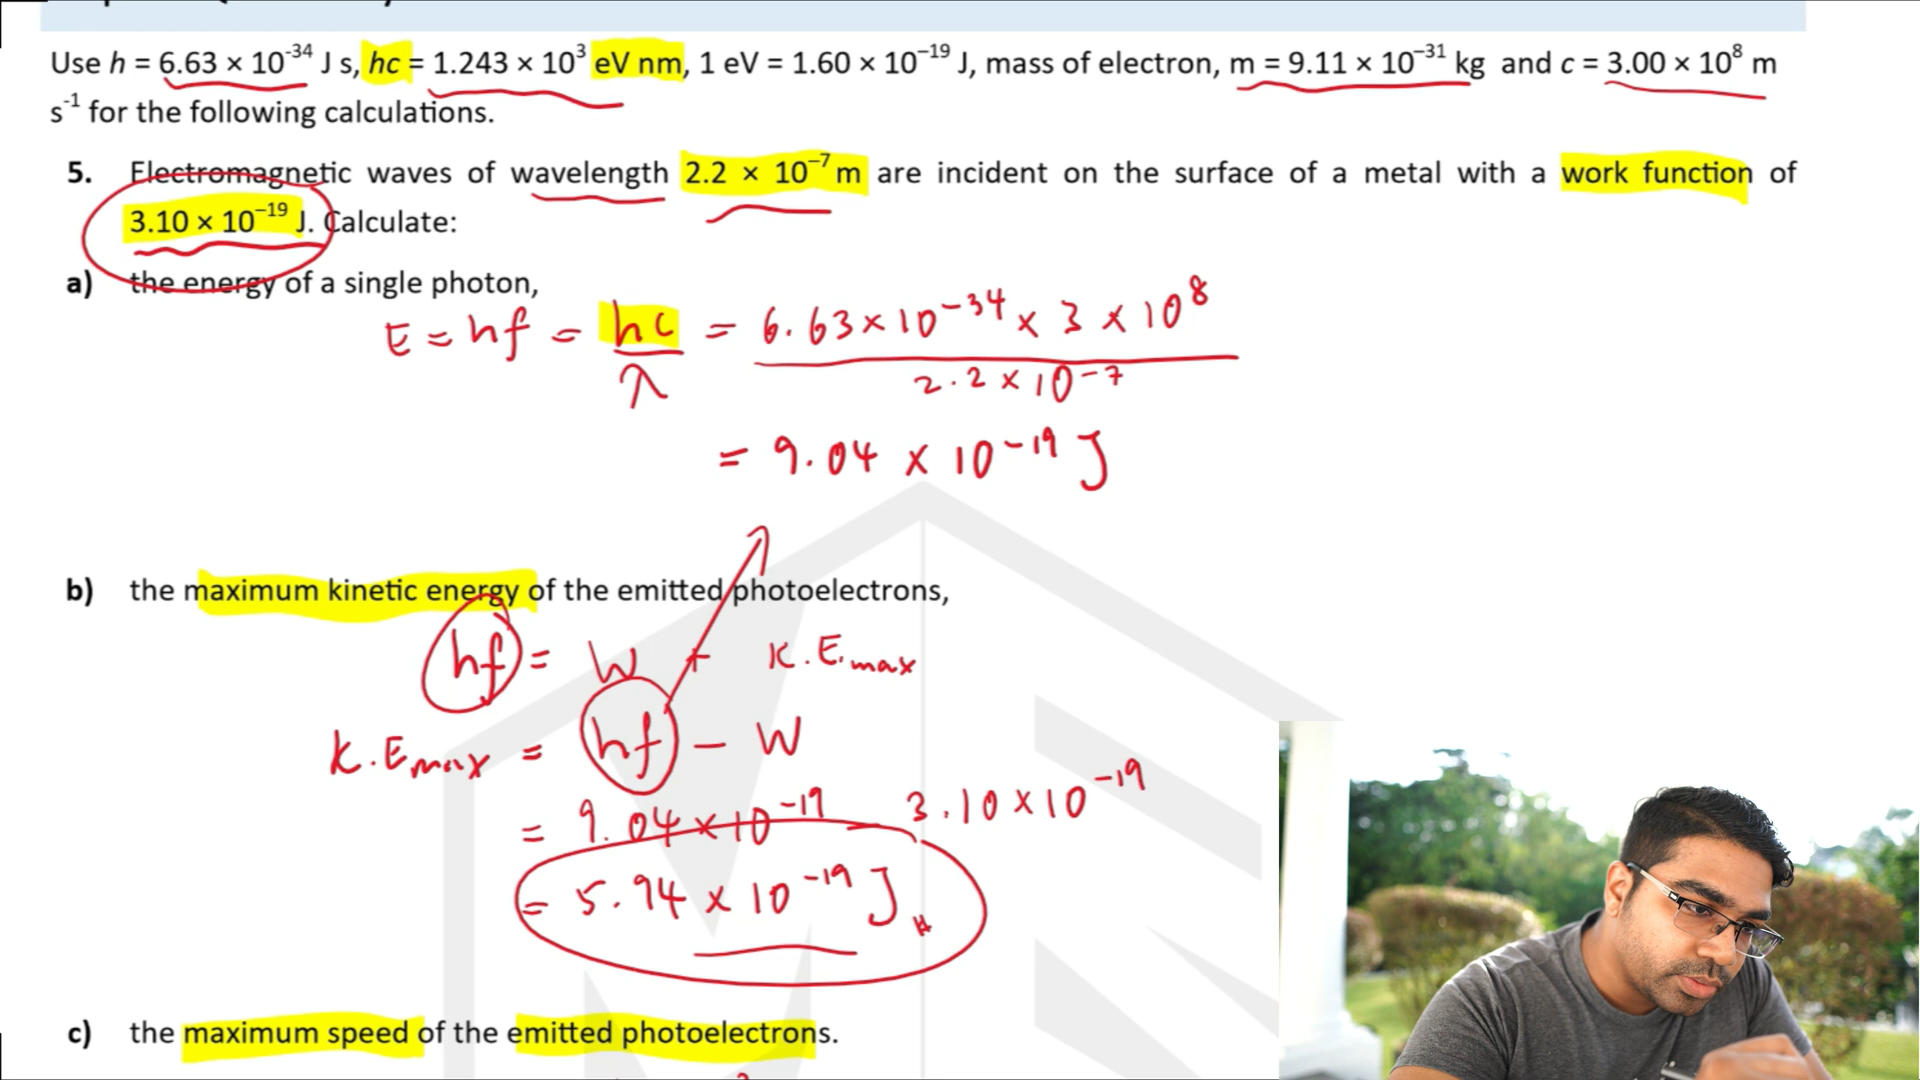 Use h = 6.63 × 10⁻³⁴ J s, hc = 1.243 × 10³ eV nm, 1 eV = 1.60 × 10⁻¹⁹ J, mass of electron, m = 9.11 × 10⁻³¹ kg and c = 3.00 × 10⁸ m
s⁻¹ for the following calculations.
5. Electromagnetic waves of wavelength 2.2 × 10⁻⁷ m are incident on the surface of a metal with a work function of
3.10 × 10⁻¹⁹ J. Calculate:
a) the energy of a single photon,
E = hf = hc/λ = 6.63 × 10⁻³⁴ × 3 × 10⁸ / 2.2 × 10⁻⁷
= 9.04 × 10⁻¹⁹ J
b) the maximum kinetic energy of the emitted photoelectrons,
hf = W + K.E.max
K.Emax = hf − W
= 9.04 × 10⁻¹⁹ − 3.10 × 10⁻¹⁹
= 5.94 × 10⁻¹⁹ J
c) the maximum speed of the emitted photoelectrons.